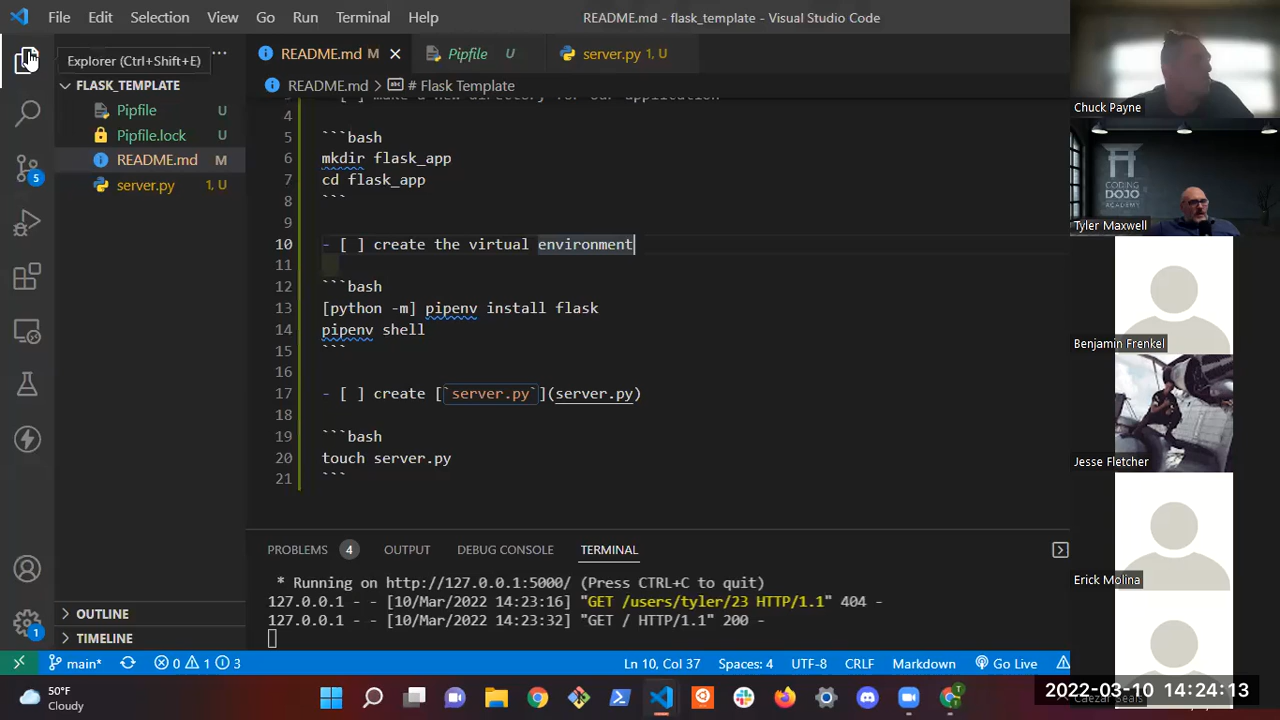 File Edit Selection View Go Run Terminal Help
README.md - flask_template - Visual Studio Code
Explorer (Ctrl+Shift+E)
FLASK_TEMPLATE
Pipfile U
Pipfile.lock U
README.md M
server.py 1, U
OUTLINE
TIMELINE
5
1
README.md M
Pipfile U
server.py 1, U
README.md > # Flask Template
4
5 ```bash
6 mkdir flask_app
7 cd flask_app
8 ```
9
10 - [ ] create the virtual environment
11
12 ```bash
13 [python -m] pipenv install flask
14 pipenv shell
15 ```
16
17 - [ ] create [`server.py`](server.py)
18
19 ```bash
20 touch server.py
21 ```
PROBLEMS 4 OUTPUT DEBUG CONSOLE TERMINAL
* Running on http://127.0.0.1:5000/ (Press CTRL+C to quit)
127.0.0.1 - - [10/Mar/2022 14:23:16] "GET /users/tyler/23 HTTP/1.1" 404 -
127.0.0.1 - - [10/Mar/2022 14:23:32] "GET / HTTP/1.1" 200 -
main* 0 1 3 Ln 10, Col 37 Spaces: 4 UTF-8 CRLF Markdown Go Live
50°F
Cloudy
Chuck Payne
CODING
DOJO
ACADEMY
Tyler Maxwell
Benjamin Frenkel
Jesse Fletcher
Erick Molina
2022-03-10 14:24:13